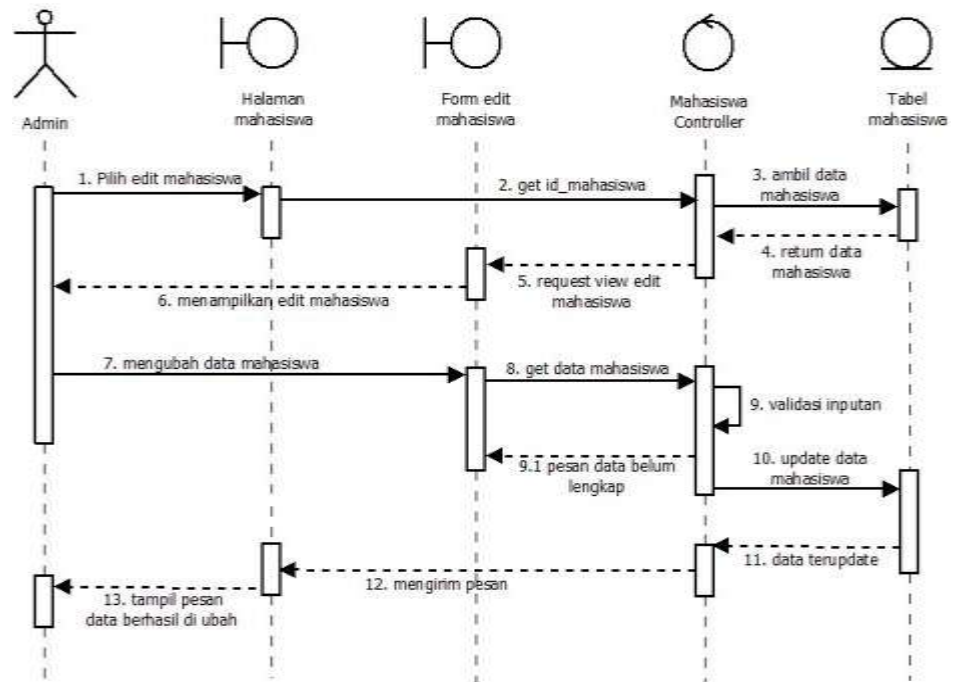 Admin
Halaman
mahasiswa
Form edit
mahasiswa
Mahasiswa
Controller
Tabel
mahasiswa
1. Pilih edit mahasiswa
2. get id_mahasiswa
3. ambil data
mahasiswa
4. return data
mahasiswa
5. request view edit
mahasiswa
6. menampilkan edit mahasiswa
7. mengubah data mahasiswa
8. get data mahasiswa
9. validasi inputan
9.1 pesan data belum
lengkap
10. update data
mahasiswa
11. data terupdate
12. mengirim pesan
13. tampil pesan
data berhasil di ubah